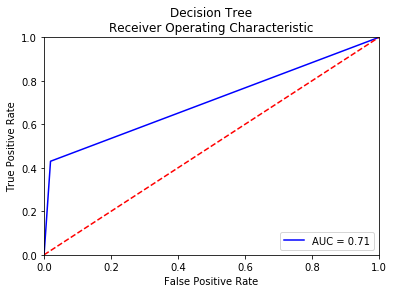 Decision Tree
Receiver Operating Characteristic
1.0
0.8
0.6
0.4
0.2
0.0
True Positive Rate
AUC = 0.71
0.0 0.2 0.4 0.6 0.8 1.0
False Positive Rate